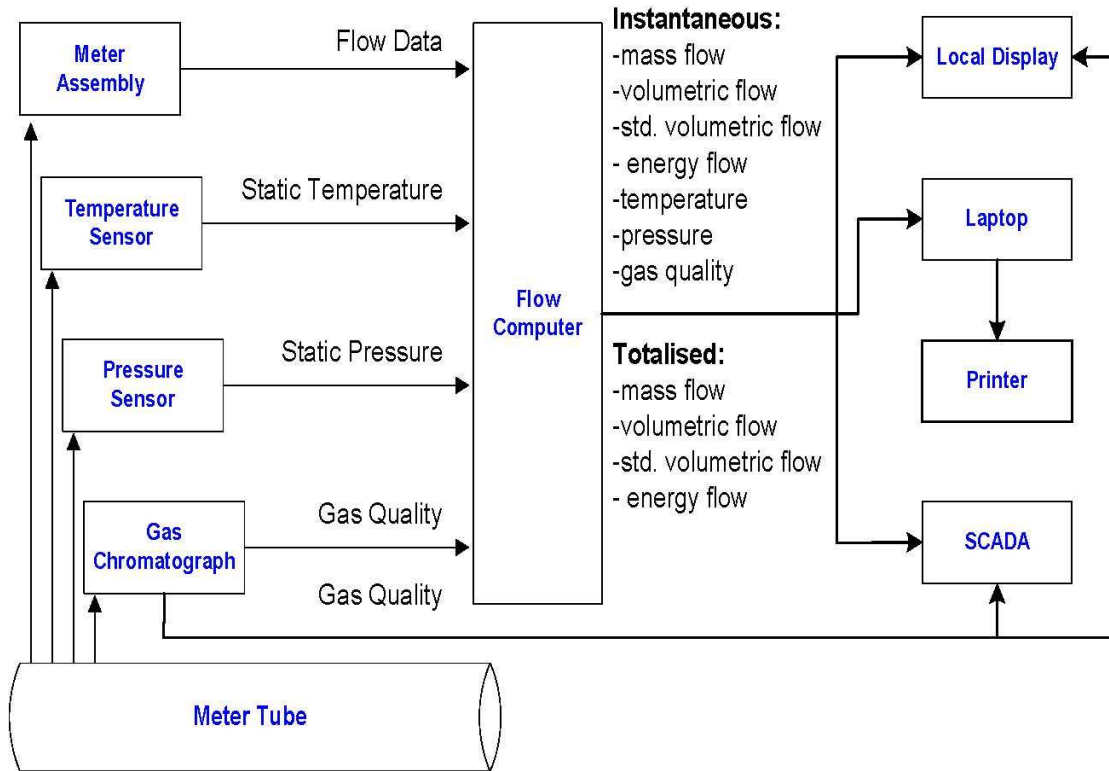 Meter
Assembly
Flow Data
Temperature
Sensor
Static Temperature
Pressure
Sensor
Static Pressure
Gas
Chromatograph
Gas Quality
Gas Quality
Meter Tube
Flow
Computer
Instantaneous:
-mass flow
-volumetric flow
-std. volumetric flow
- energy flow
-temperature
-pressure
-gas quality
Totalised:
-mass flow
-volumetric flow
-std. volumetric flow
- energy flow
Local Display
Laptop
Printer
SCADA